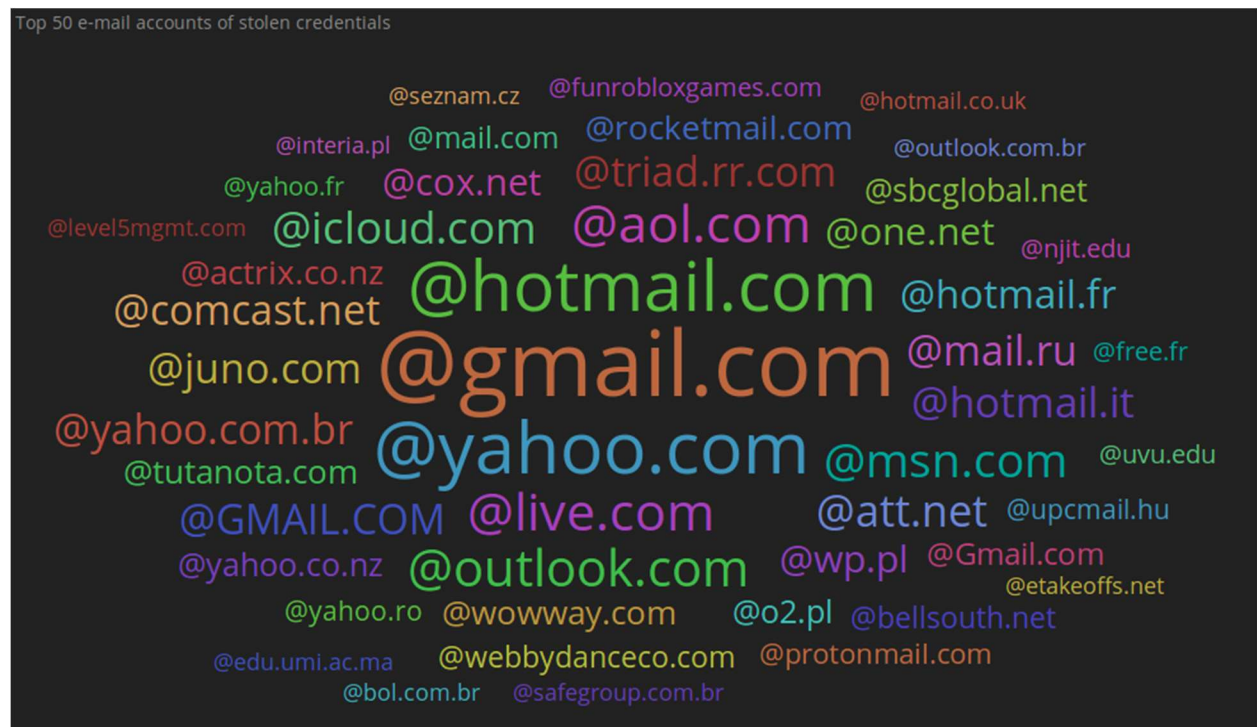 Top 50 e-mail accounts of stolen credentials
@seznam.cz @funrobloxgames.com @hotmail.co.uk
@interia.pl @mail.com @rocketmail.com @outlook.com.br
@yahoo.fr @cox.net @triad.rr.com @sbcglobal.net
@level5mgmt.com @icloud.com @aol.com @one.net @njit.edu
@actrix.co.nz @hotmail.com @hotmail.fr
@comcast.net
@juno.com @gmail.com @mail.ru @free.fr
@hotmail.it
@yahoo.com.br @yahoo.com @msn.com @uvu.edu
@tutanota.com
@GMAIL.COM @live.com @att.net @upcmail.hu
@yahoo.co.nz @outlook.com @wp.pl @Gmail.com
@etakeoffs.net
@yahoo.ro @wowway.com @o2.pl @bellsouth.net
@edu.umi.ac.ma @webbydanceco.com @protonmail.com
@bol.com.br @safegroup.com.br